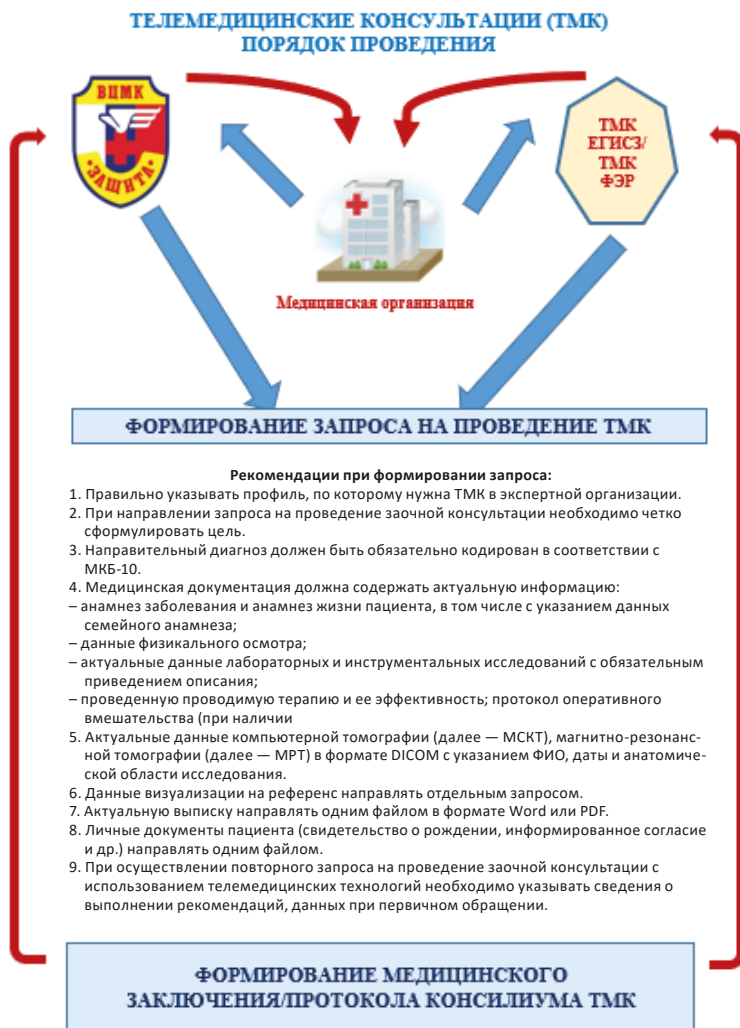 ТЕЛЕМЕДИЦИНСКИЕ КОНСУЛЬТАЦИИ (ТМК)
ПОРЯДОК ПРОВЕДЕНИЯ
ВЦМК
•ЗАЩИТА•
ТМК
ЕГИСЗ/
ТМК
ФЭР
Медицинская организация
ФОРМИРОВАНИЕ ЗАПРОСА НА ПРОВЕДЕНИЕ ТМК
Рекомендации при формировании запроса:
1. Правильно указывать профиль, по которому нужна ТМК в экспертной организации.
2. При направлении запроса на проведение заочной консультации необходимо четко
сформулировать цель.
3. Направительный диагноз должен быть обязательно кодирован в соответствии с
МКБ-10.
4. Медицинская документация должна содержать актуальную информацию:
– анамнез заболевания и анамнез жизни пациента, в том числе с указанием данных
семейного анамнеза;
– данные физикального осмотра;
– актуальные данные лабораторных и инструментальных исследований с обязательным
приведением описания;
– проведенную проводимую терапию и ее эффективность; протокол оперативного
вмешательства (при наличии
5. Актуальные данные компьютерной томографии (далее — МСКТ), магнитно-резонанс-
ной томографии (далее — МРТ) в формате DICOM с указанием ФИО, даты и анатомиче-
ской области исследования.
6. Данные визуализации на референс направлять отдельным запросом.
7. Актуальную выписку направлять одним файлом в формате Word или PDF.
8. Личные документы пациента (свидетельство о рождении, информированное согласие
и др.) направлять одним файлом.
9. При осуществлении повторного запроса на проведение заочной консультации с
использованием телемедицинских технологий необходимо указывать сведения о
выполнении рекомендаций, данных при первичном обращении.
ФОРМИРОВАНИЕ МЕДИЦИНСКОГО
ЗАКЛЮЧЕНИЯ/ПРОТОКОЛА КОНСИЛИУМА ТМК